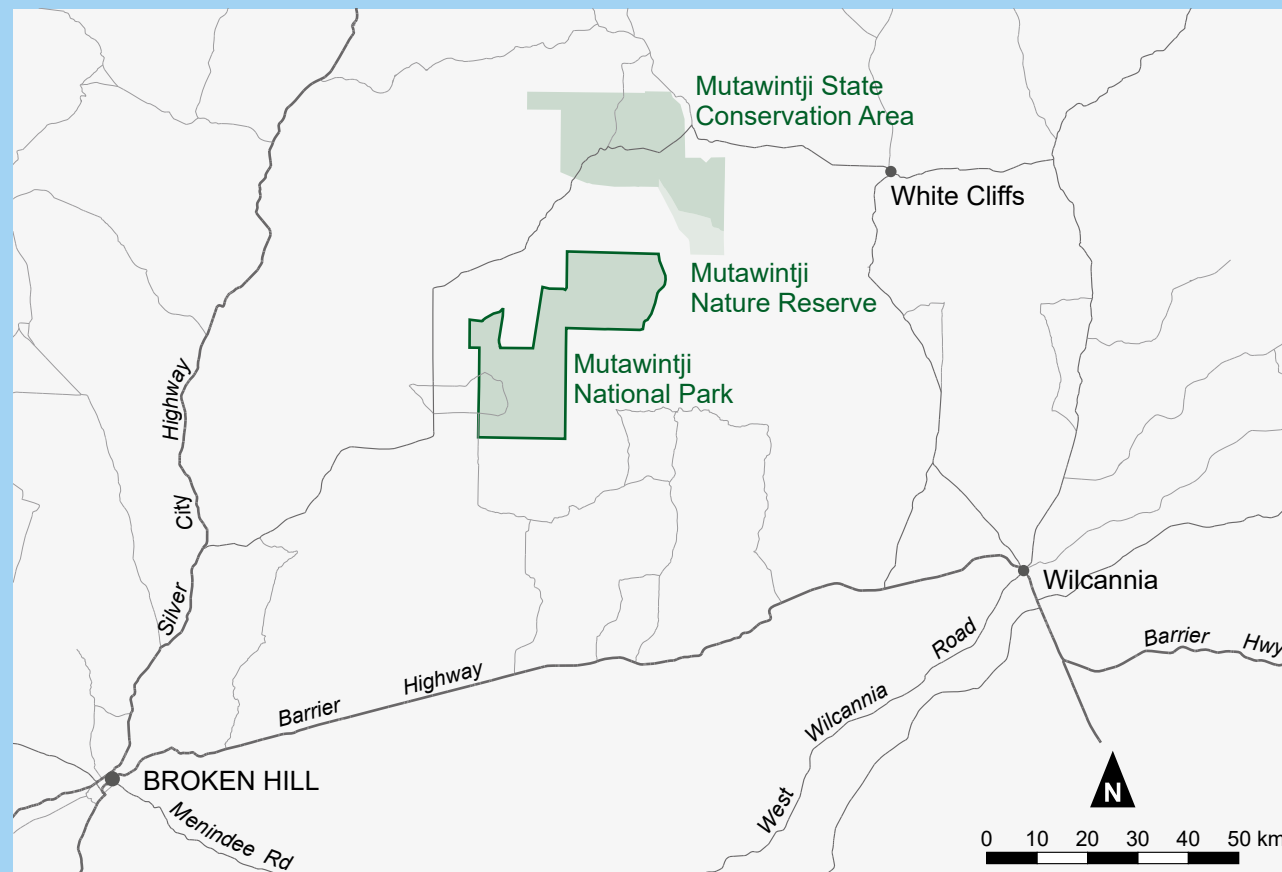 Mutawintji State
Conservation Area
White Cliffs
Mutawintji
Nature Reserve
Mutawintji
National Park
Silver City Highway
Wilcannia
Barrier Hwy
Barrier Highway
West Wilcannia Road
BROKEN HILL
Menindee Rd
N
0 10 20 30 40 50 km